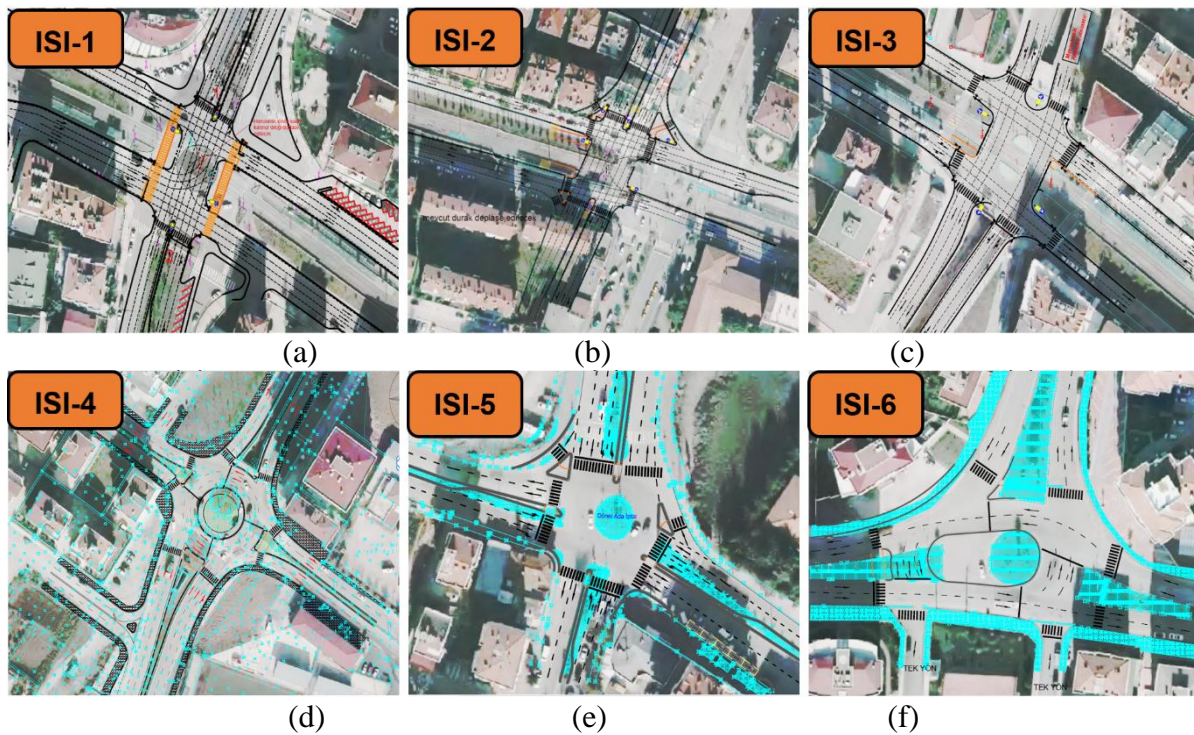 ISI-1
ISI-2
ISI-3
mevcut durak deplase edilecek
(a)
(b)
(c)
ISI-4
ISI-5
ISI-6
Dönel Ada İptal
TEK YÖN
TEK YÖN
(d)
(e)
(f)